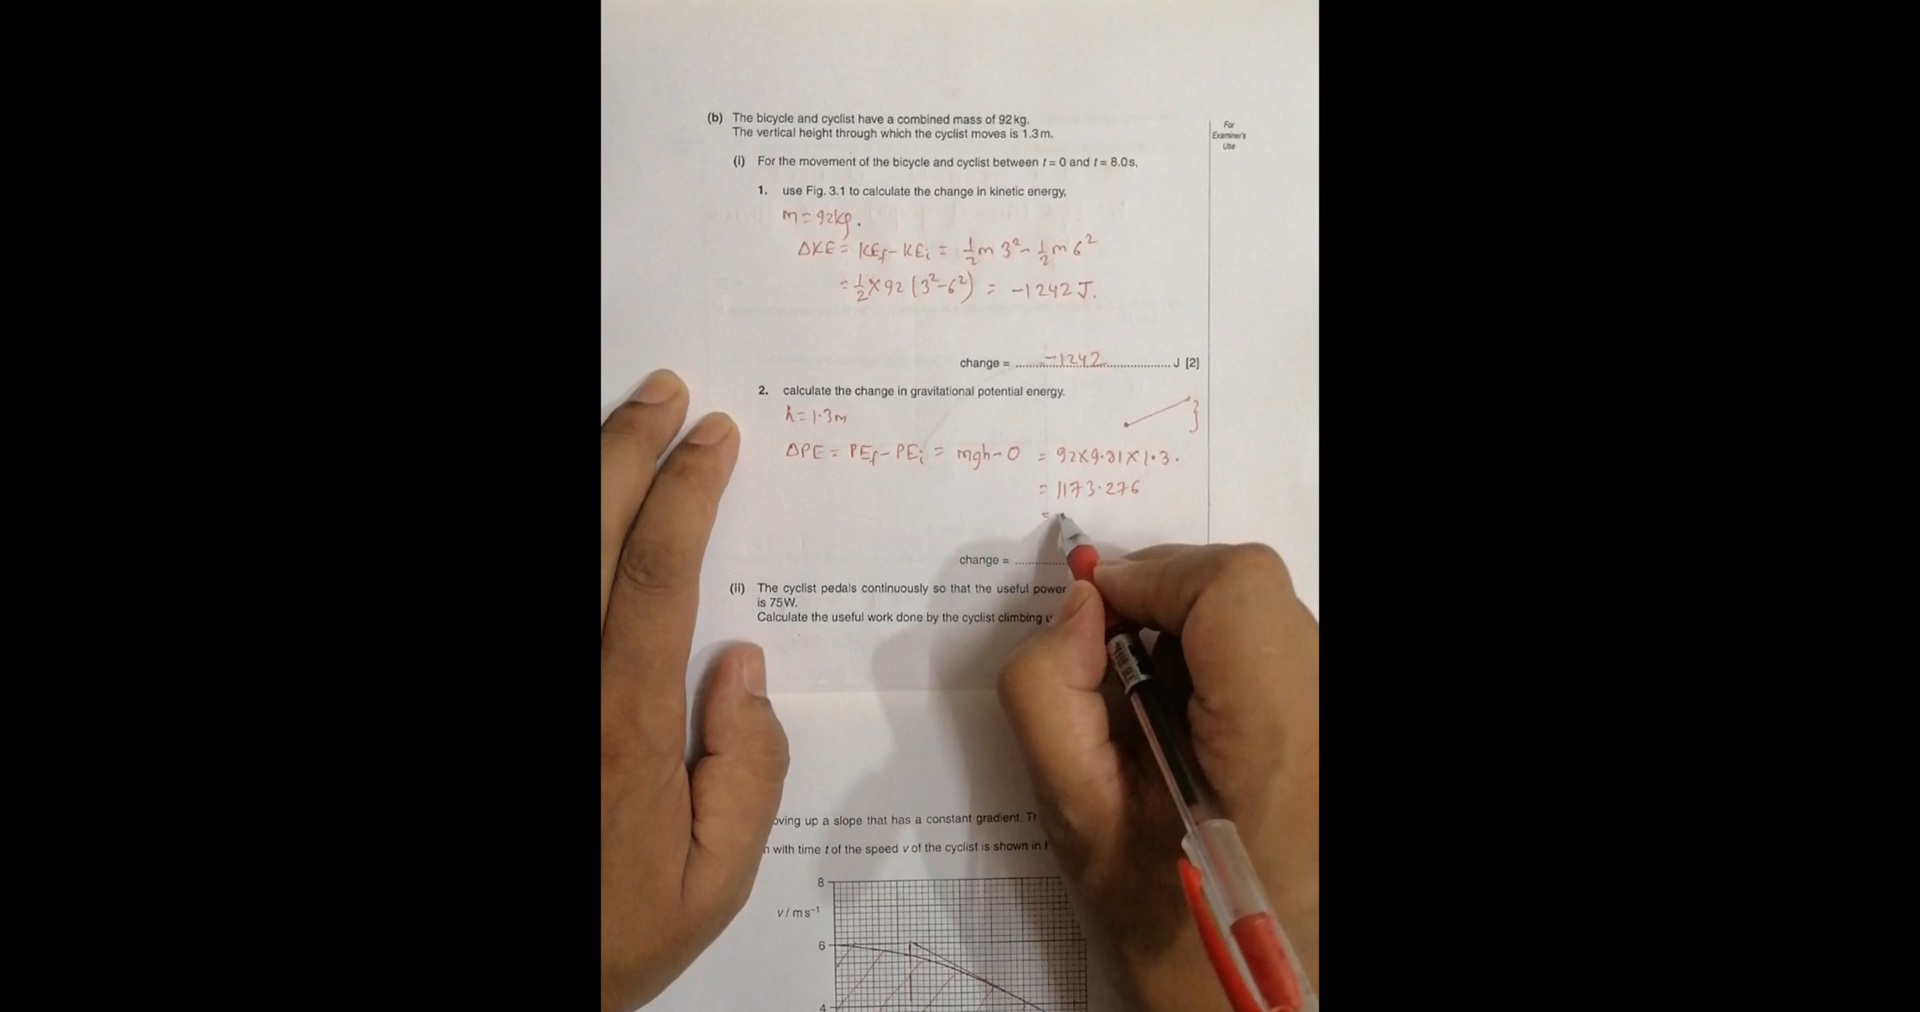 (b) The bicycle and cyclist have a combined mass of 92 kg.
The vertical height through which the cyclist moves is 1.3 m.
For
Examiner's
Use
(i) For the movement of the bicycle and cyclist between t = 0 and t = 8.0 s,
1. use Fig. 3.1 to calculate the change in kinetic energy,
m = 92kg.
ΔKE = KEf - KEi = ½m 3² - ½m 6²
= ½ × 92 (3² - 6²) = -1242 J.
change = -1242 J [2]
2. calculate the change in gravitational potential energy.
h = 1.3m
ΔPE = PEf - PEi = mgh - 0 = 92 × 9.81 × 1.3.
= 1173.276
=
change =
(ii) The cyclist pedals continuously so that the useful power
is 75 W.
Calculate the useful work done by the cyclist climbing
oving up a slope that has a constant gradient.
with time t of the speed v of the cyclist is shown in
8
v / m s⁻¹
6
4